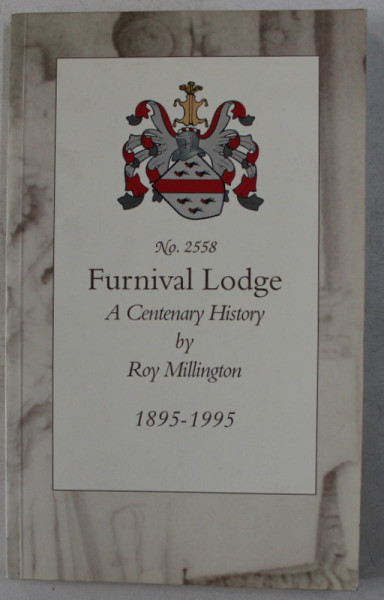 No. 2558
Furnival Lodge
A Centenary History
by
Roy Millington
1895-1995